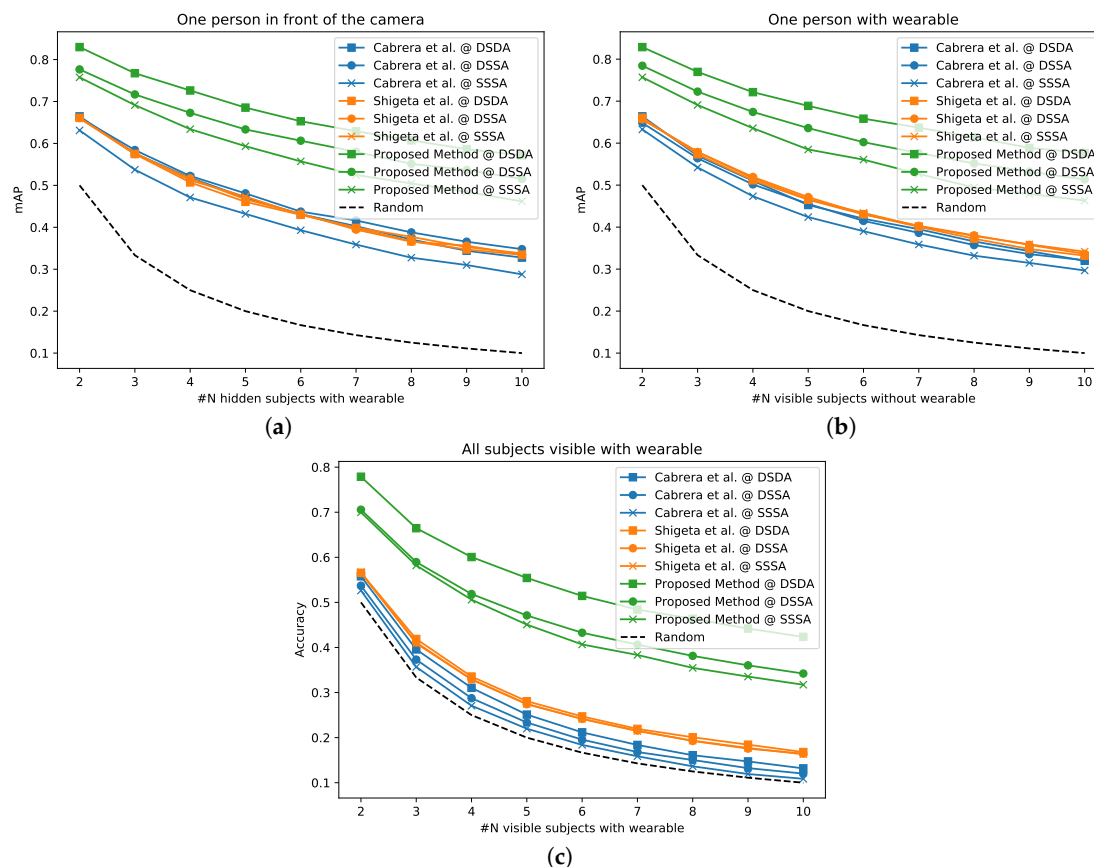 One person in front of the camera
mAP
0.8
0.7
0.6
0.5
0.4
0.3
0.2
0.1
Cabrera et al. @ DSDA
Cabrera et al. @ DSSA
Cabrera et al. @ SSSA
Shigeta et al. @ DSDA
Shigeta et al. @ DSSA
Shigeta et al. @ SSSA
Proposed Method @ DSDA
Proposed Method @ DSSA
Proposed Method @ SSSA
Random
2 3 4 5 6 7 8 9 10
#N hidden subjects with wearable
(a)
One person with wearable
mAP
0.8
0.7
0.6
0.5
0.4
0.3
0.2
0.1
Cabrera et al. @ DSDA
Cabrera et al. @ DSSA
Cabrera et al. @ SSSA
Shigeta et al. @ DSDA
Shigeta et al. @ DSSA
Shigeta et al. @ SSSA
Proposed Method @ DSDA
Proposed Method @ DSSA
Proposed Method @ SSSA
Random
2 3 4 5 6 7 8 9 10
#N visible subjects without wearable
(b)
All subjects visible with wearable
Accuracy
0.8
0.7
0.6
0.5
0.4
0.3
0.2
0.1
Cabrera et al. @ DSDA
Cabrera et al. @ DSSA
Cabrera et al. @ SSSA
Shigeta et al. @ DSDA
Shigeta et al. @ DSSA
Shigeta et al. @ SSSA
Proposed Method @ DSDA
Proposed Method @ DSSA
Proposed Method @ SSSA
Random
2 3 4 5 6 7 8 9 10
#N visible subjects with wearable
(c)